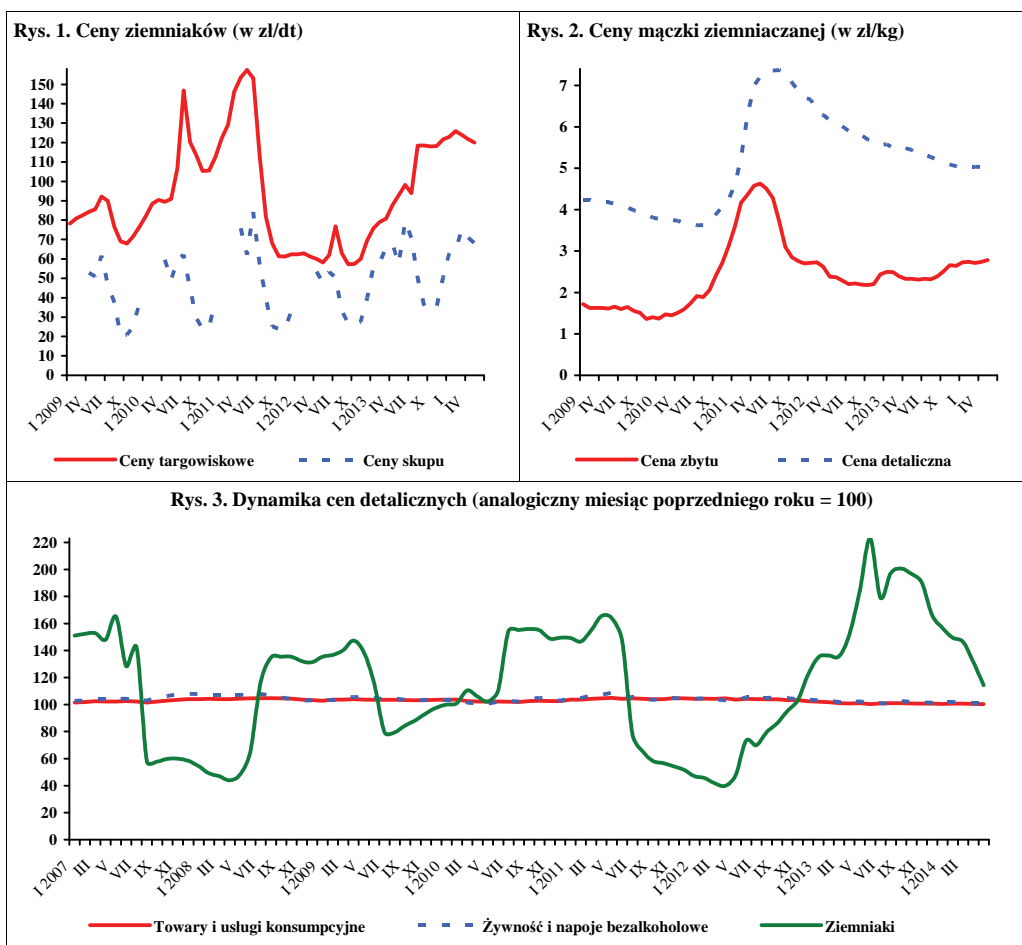 Rys. 1. Ceny ziemniaków (w zł/dt)
150
140
130
120
110
100
90
80
70
60
50
40
30
20
10
0
I 2009
IV
VII
X
I 2010
IV
VII
X
I 2011
IV
VII
X
I 2012
IV
VII
X
I 2013
IV
VII
X
I
IV
Ceny targowiskowe
Ceny skupu
Rys. 2. Ceny mączki ziemniaczanej (w zł/kg)
7
6
5
4
3
2
1
0
I 2009
IV
VII
X
I 2010
IV
VII
X
I 2011
IV
VII
X
I 2012
IV
VII
X
I 2013
IV
VII
X
I
IV
Cena zbytu
Cena detaliczna
Rys. 3. Dynamika cen detalicznych (analogiczny miesiąc poprzedniego roku = 100)
220
200
180
160
140
120
100
80
60
40
20
0
I 2007
III
V
VII
IX
XI
I 2008
III
V
VII
IX
XI
I 2009
III
V
VII
IX
XI
I 2010
III
V
VII
IX
XI
I 2011
III
V
VII
IX
XI
I 2012
III
V
VII
IX
XI
I 2013
III
V
VII
IX
XI
I 2014
III
Towary i usługi konsumpcyjne
Żywność i napoje bezalkoholowe
Ziemniaki